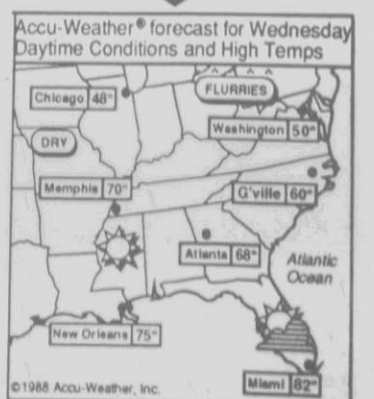 Accu-Weather® forecast for Wednesday
Daytime Conditions and High Temps
FLURRIES
Chicago 48°
Washington 50°
DRY
Memphis 70°
G'ville 60°
Atlanta 68°
Atlantic
Ocean
New Orleans 75°
©1988 Accu-Weather, Inc.
Miami 82°